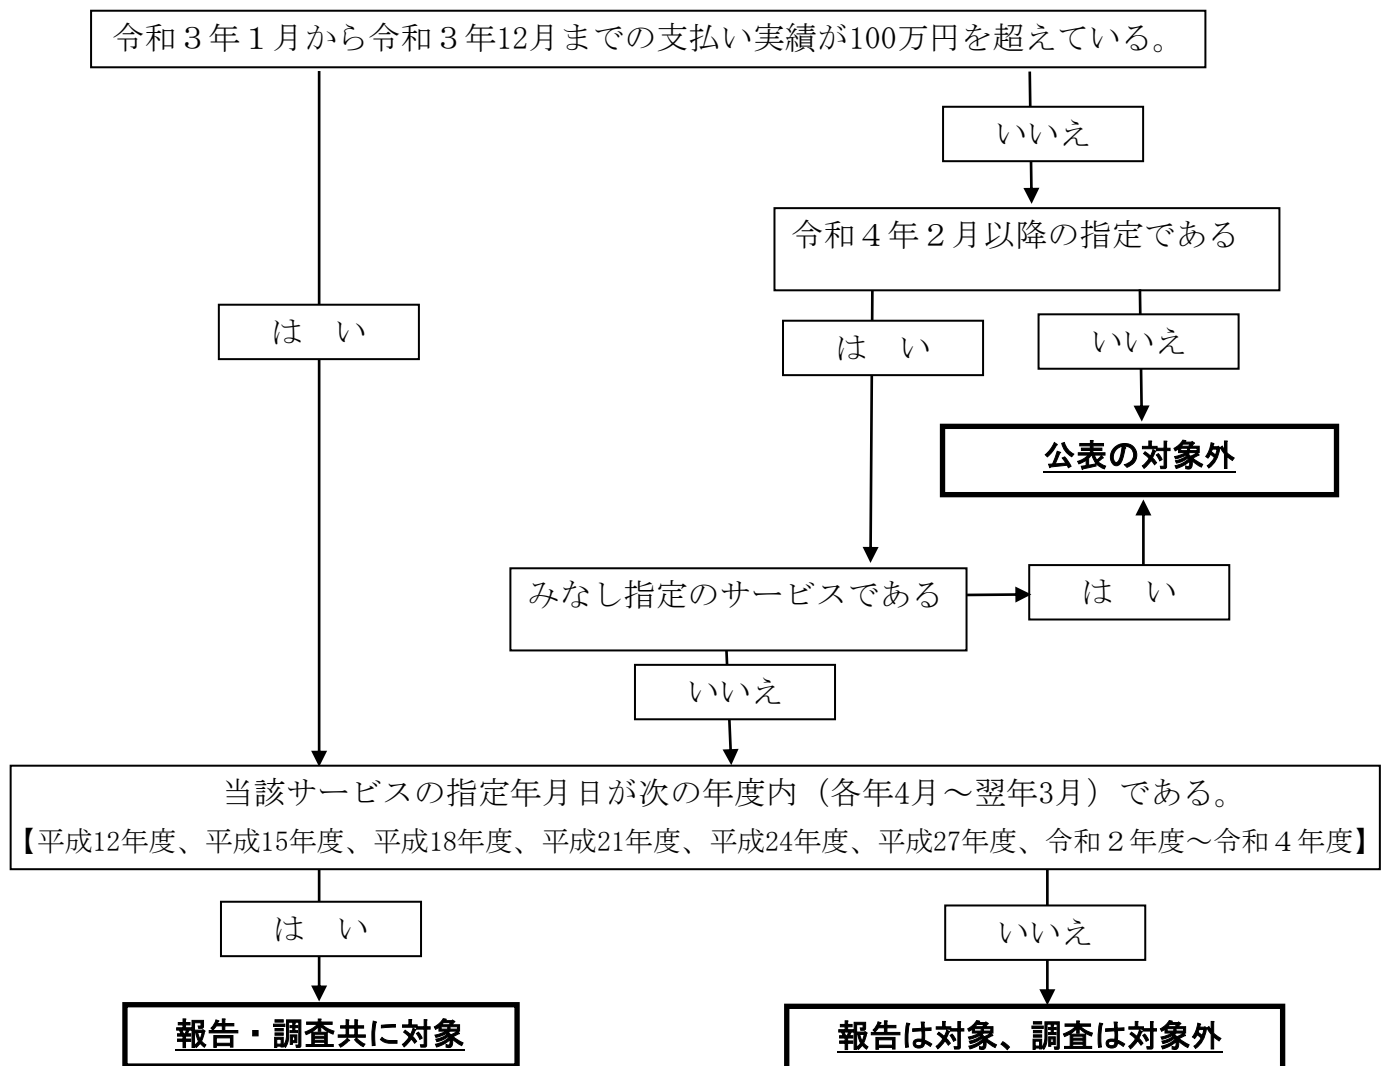 令和３年１月から令和３年12月までの支払い実績が100万円を超えている。
いいえ
令和４年２月以降の指定である
は　い
は　い
いいえ
公表の対象外
みなし指定のサービスである
は　い
いいえ
当該サービスの指定年月日が次の年度内（各年4月～翌年3月）である。
【平成12年度、平成15年度、平成18年度、平成21年度、平成24年度、平成27年度、令和２年度～令和４年度】
は　い
いいえ
報告・調査共に対象
報告は対象、調査は対象外